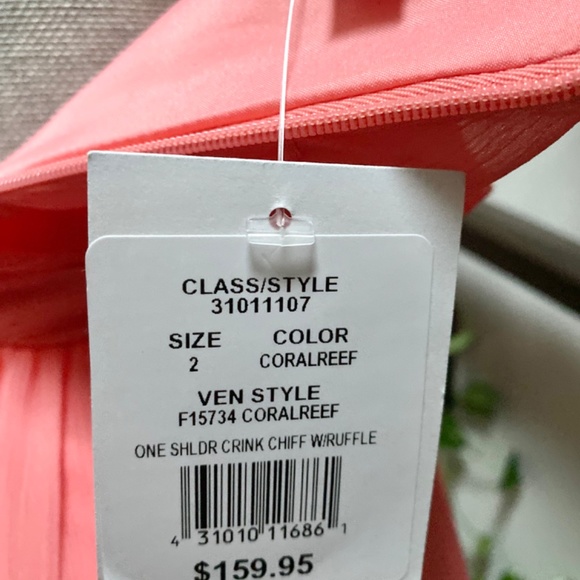 CLASS/STYLE
31011107
SIZE COLOR
2 CORALREEF
VEN STYLE
F15734 CORALREEF
ONE SHLDR CRINK CHIFF W/RUFFLE
4 31010 11686 1
$159.95